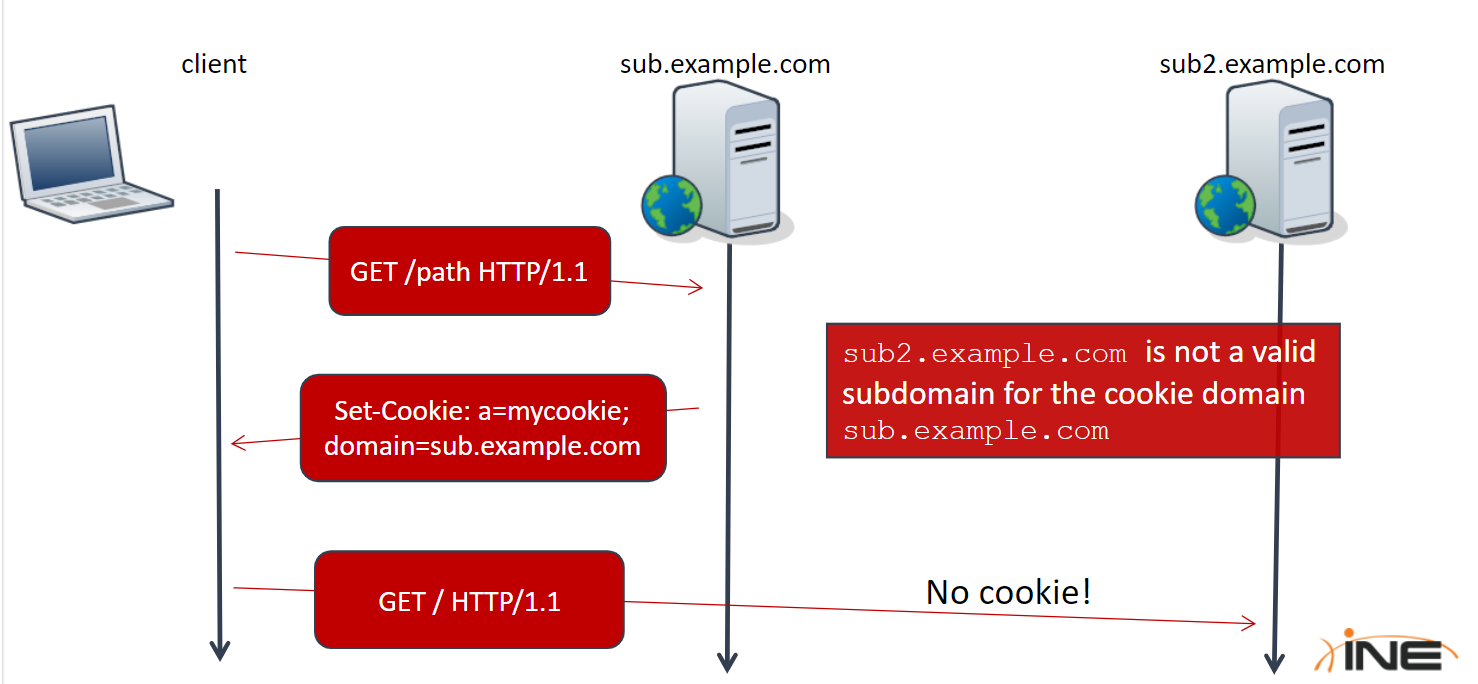 client
sub.example.com
sub2.example.com
GET /path HTTP/1.1
sub2.example.com is not a valid
subdomain for the cookie domain
sub.example.com
Set-Cookie: a=mycookie;
domain=sub.example.com
GET / HTTP/1.1
No cookie!
INE